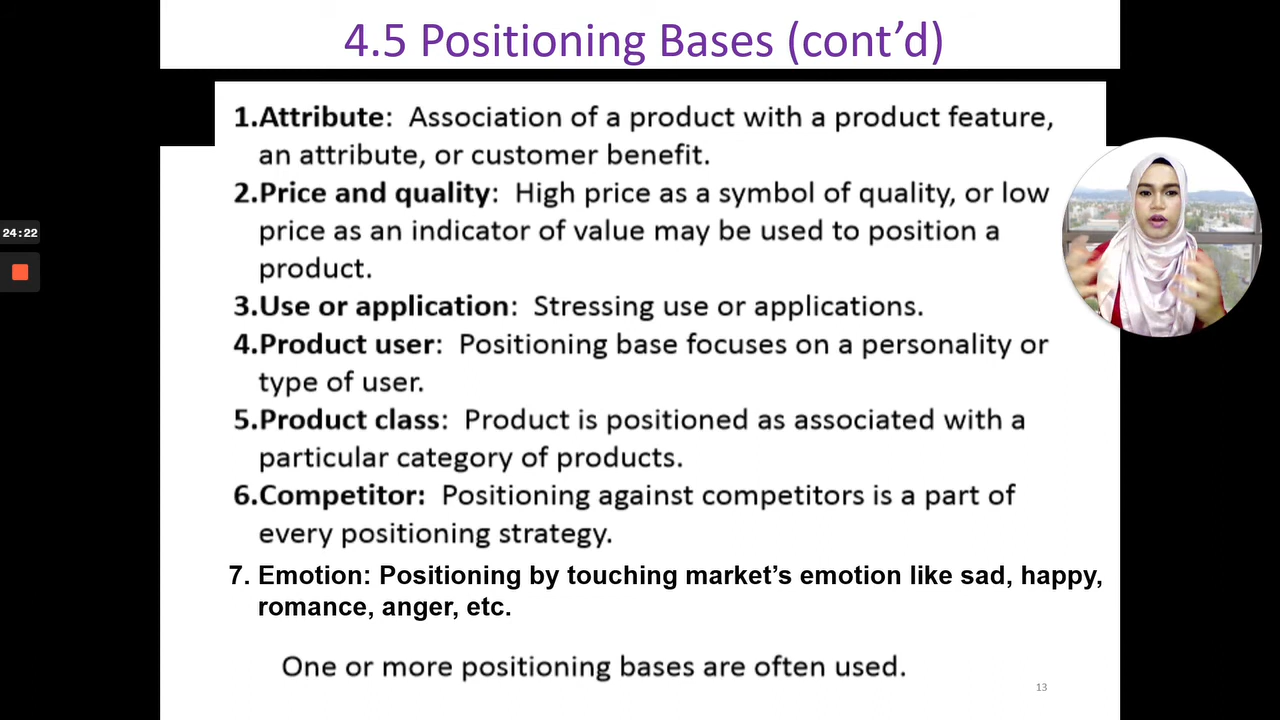 4.5 Positioning Bases (cont’d)
1.Attribute: Association of a product with a product feature,
an attribute, or customer benefit.
2.Price and quality: High price as a symbol of quality, or low
price as an indicator of value may be used to position a
product.
24:22
3.Use or application: Stressing use or applications.
4.Product user: Positioning base focuses on a personality or
type of user.
5.Product class: Product is positioned as associated with a
particular category of products.
6.Competitor: Positioning against competitors is a part of
every positioning strategy.
7. Emotion: Positioning by touching market’s emotion like sad, happy,
romance, anger, etc.
One or more positioning bases are often used.
13